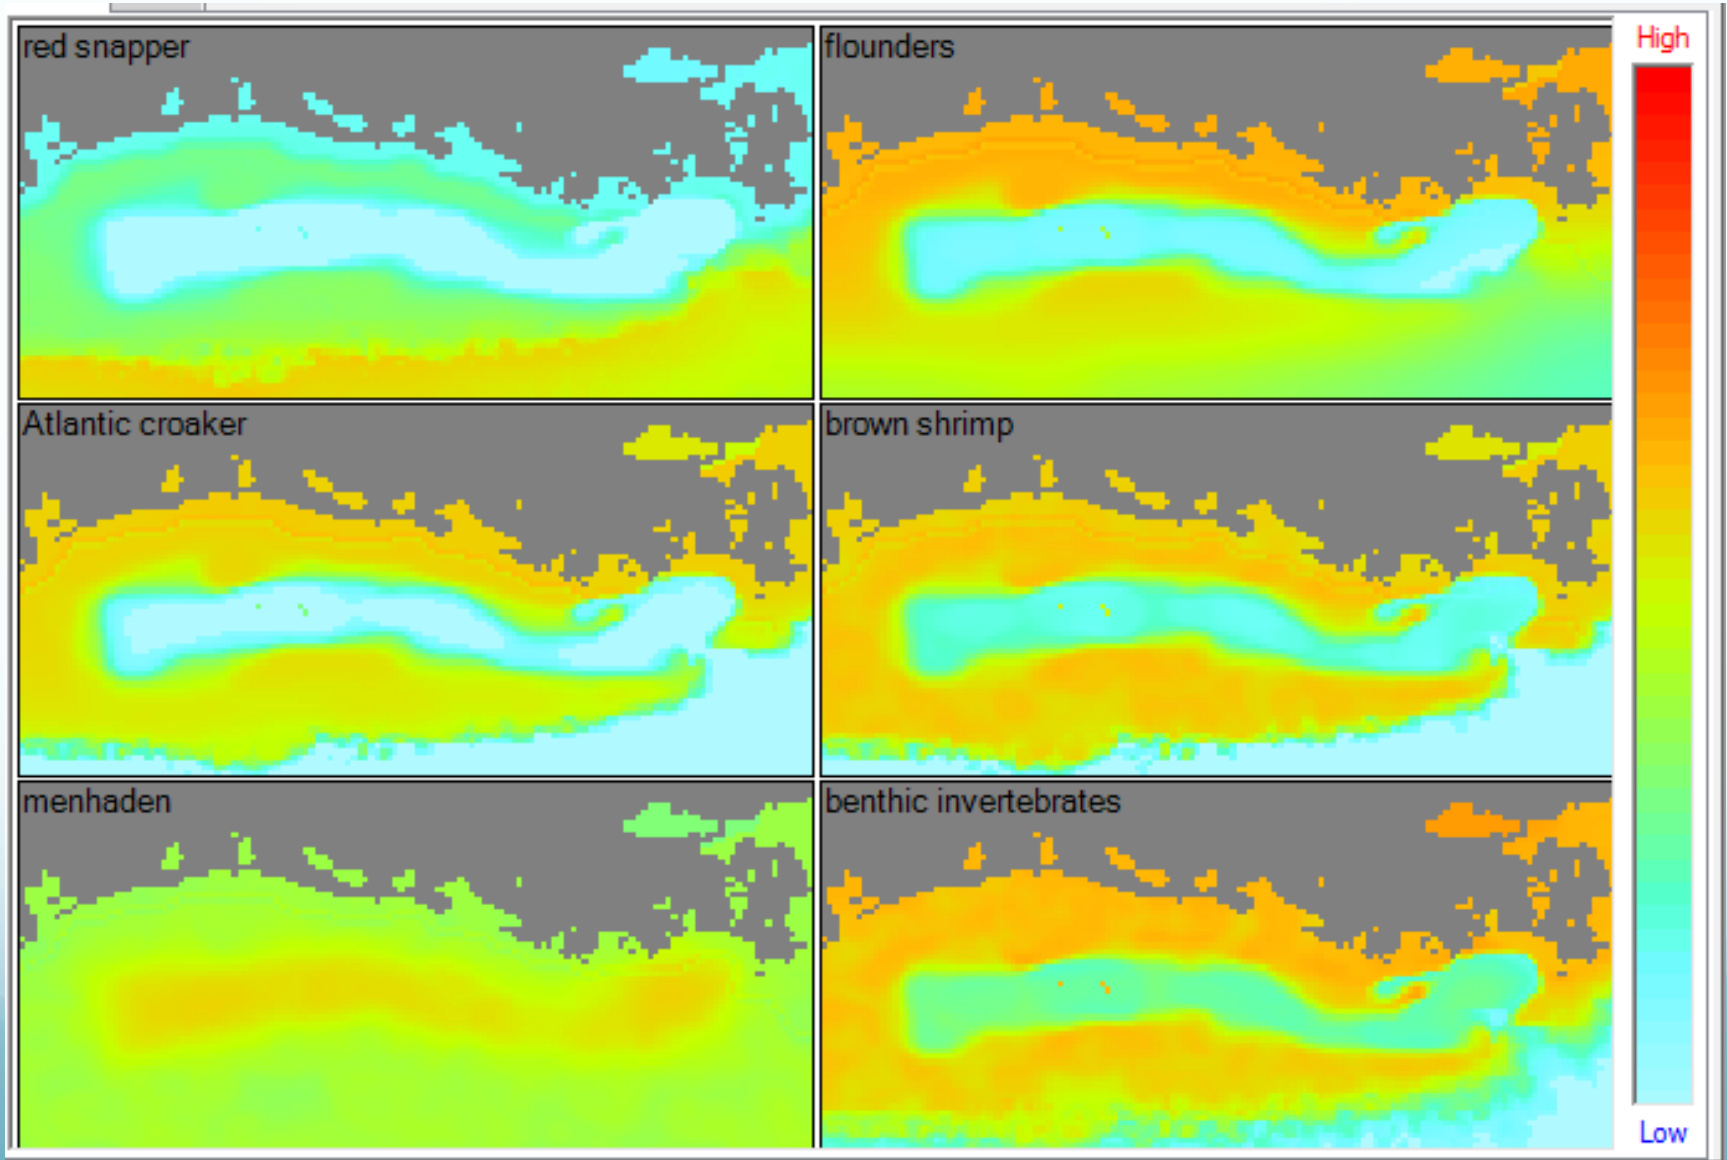 red snapper
flounders
High
Atlantic croaker
brown shrimp
menhaden
benthic invertebrates
Low